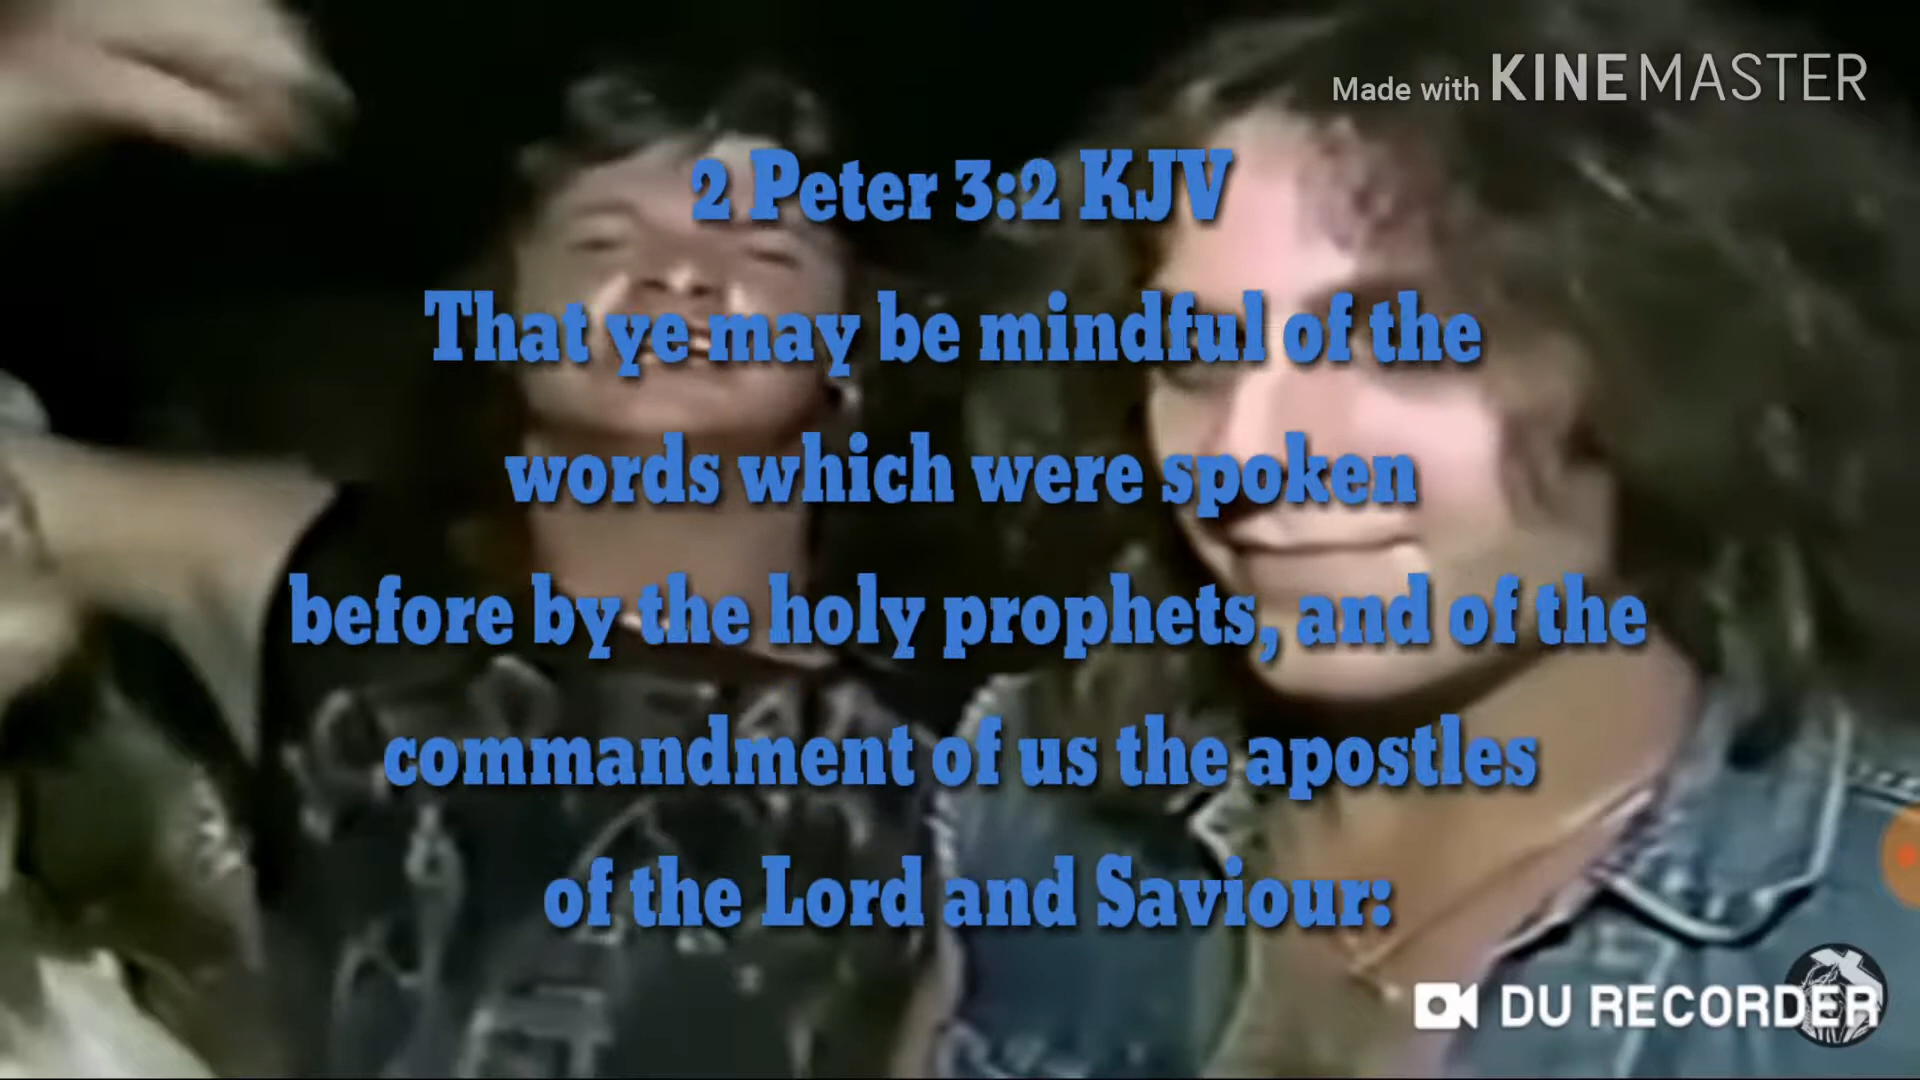 Made with KINEMASTER
2 Peter 3:2 KJV
That ye may be mindful of the
words which were spoken
before by the holy prophets, and of the
commandment of us the apostles
of the Lord and Saviour:
DU RECORDER